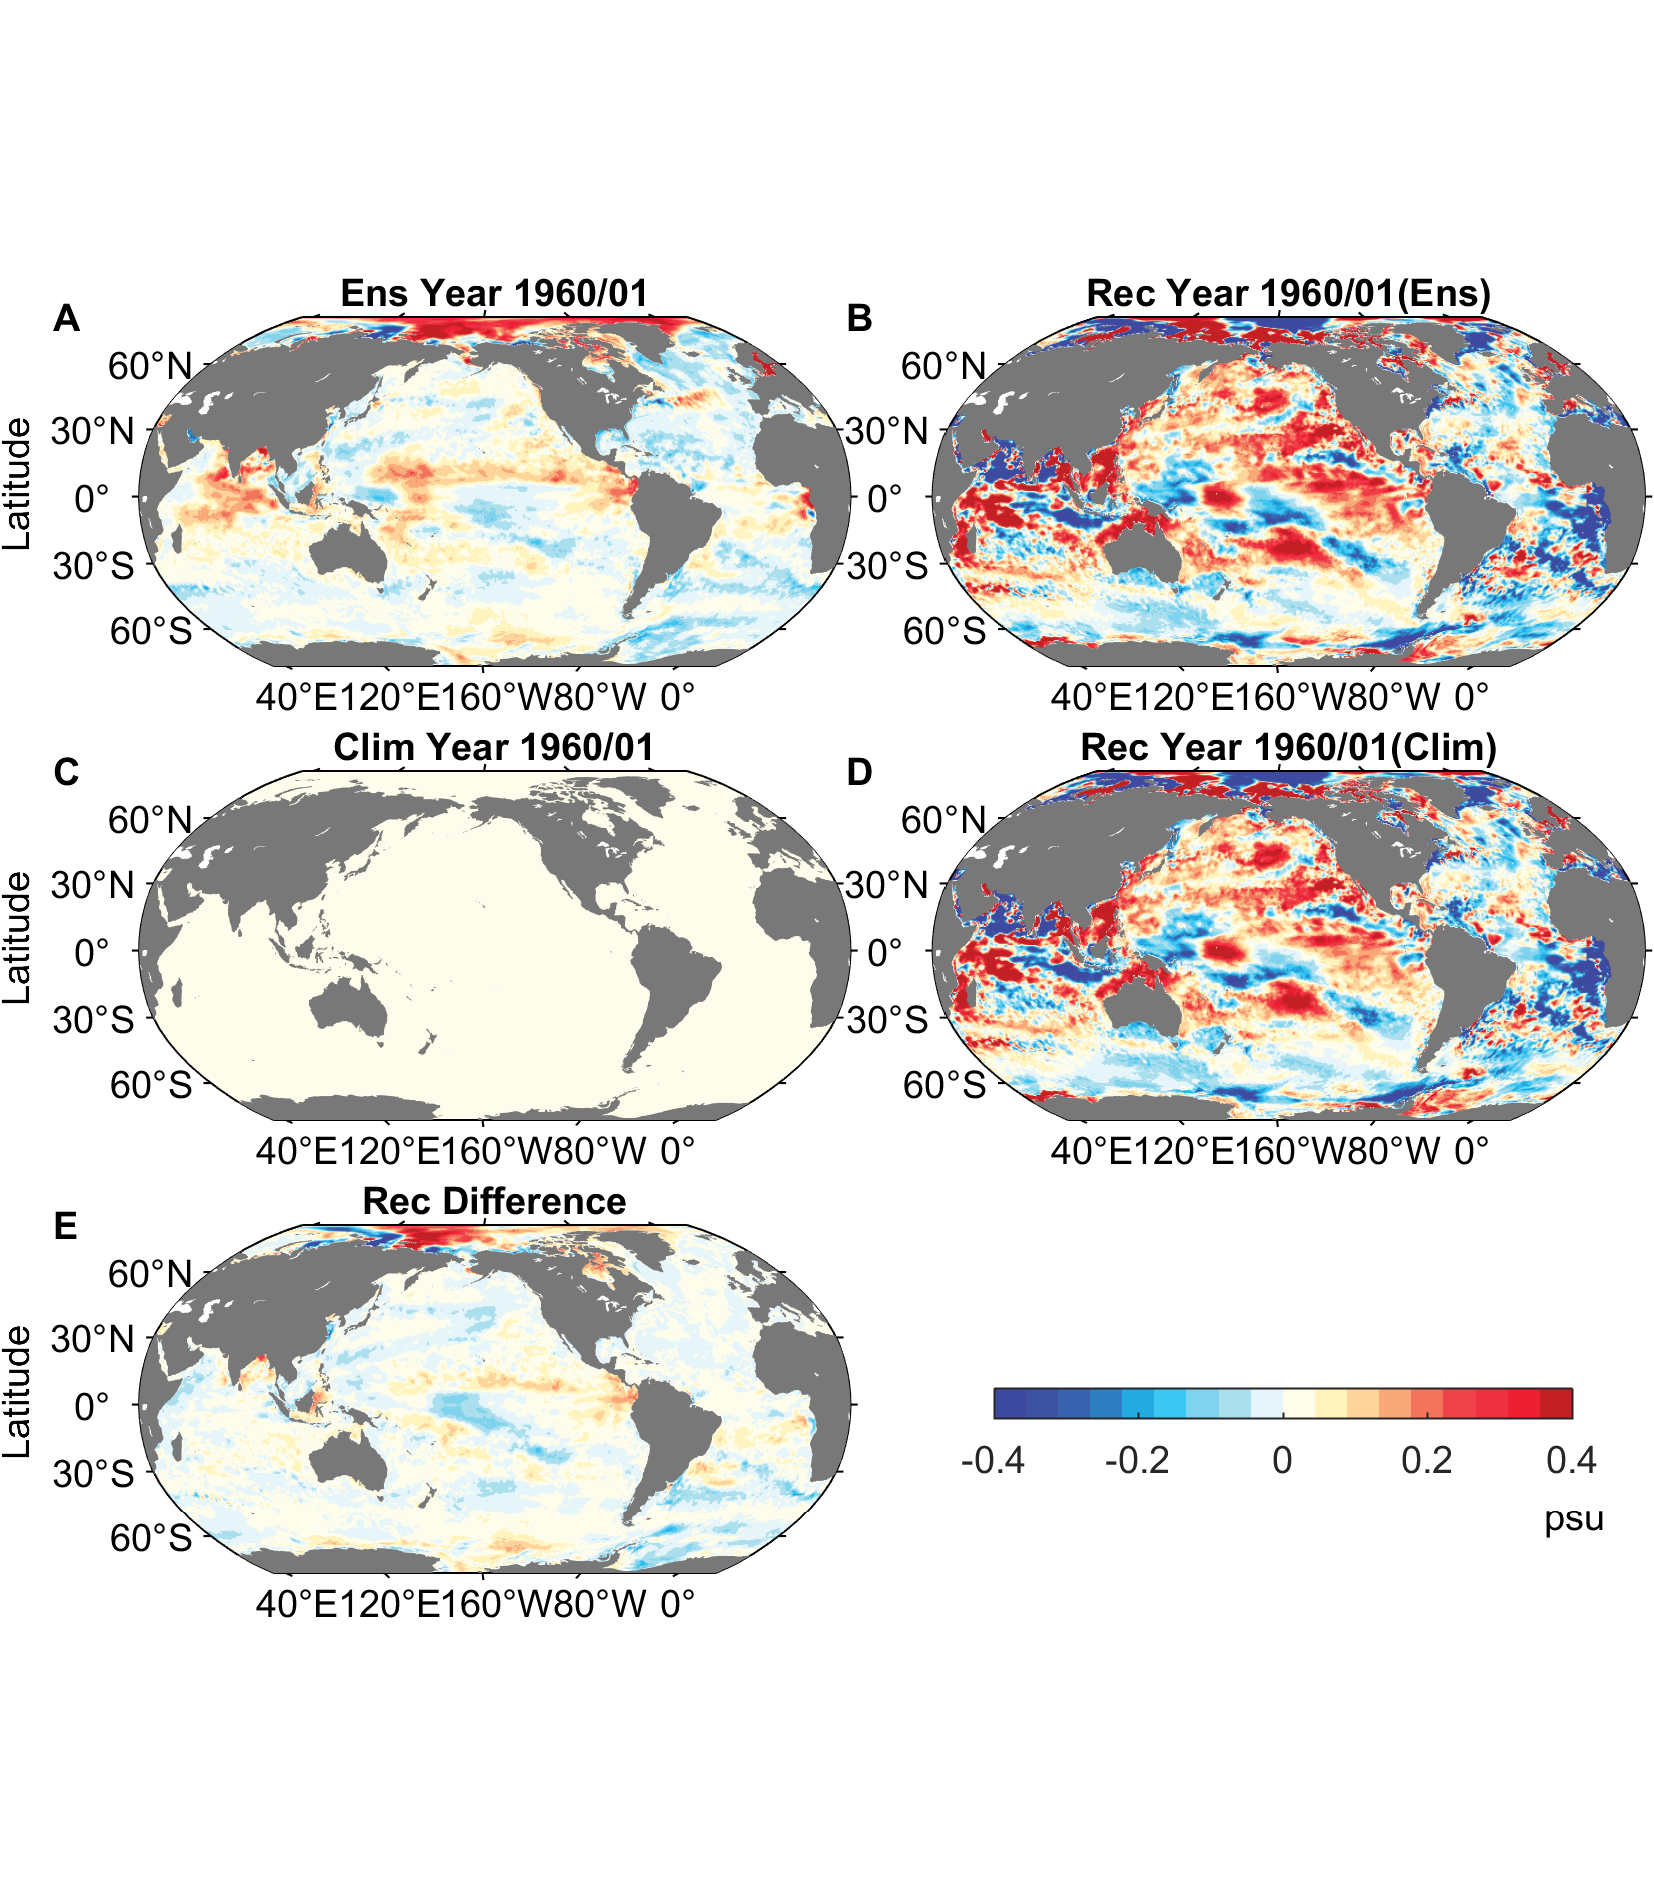 Ens Year 1960/01
Rec Year 1960/01(Ens)
A
B
60°N
30°N
0°
30°S
60°S
Latitude
40°E120°E160°W80°W 0°
60°N
30°N
0°
30°S
60°S
40°E120°E160°W80°W 0°
Clim Year 1960/01
Rec Year 1960/01(Clim)
C
D
60°N
30°N
0°
30°S
60°S
Latitude
40°E120°E160°W80°W 0°
60°N
30°N
0°
30°S
60°S
40°E120°E160°W80°W 0°
Rec Difference
E
60°N
30°N
0°
30°S
60°S
Latitude
40°E120°E160°W80°W 0°
-0.4 -0.2 0 0.2 0.4
psu